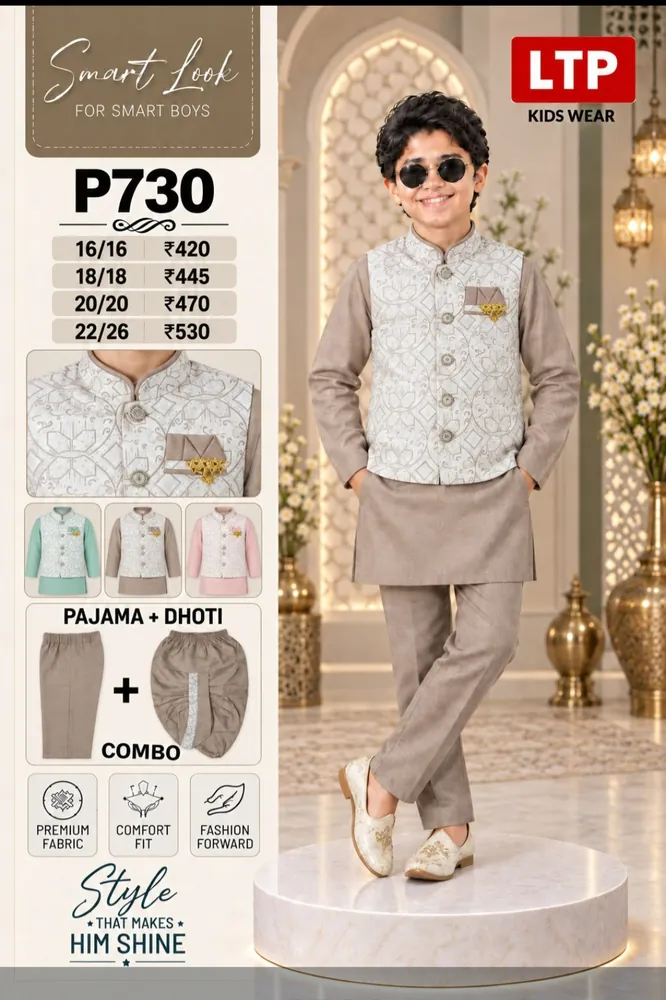 Smart Look
FOR SMART BOYS
LTP
KIDS WEAR
P730
16/16 ₹420
18/18 ₹445
20/20 ₹470
22/26 ₹530
PAJAMA + DHOTI
+
COMBO
PREMIUM FABRIC
COMFORT FIT
FASHION FORWARD
Style
THAT MAKES
HIM SHINE